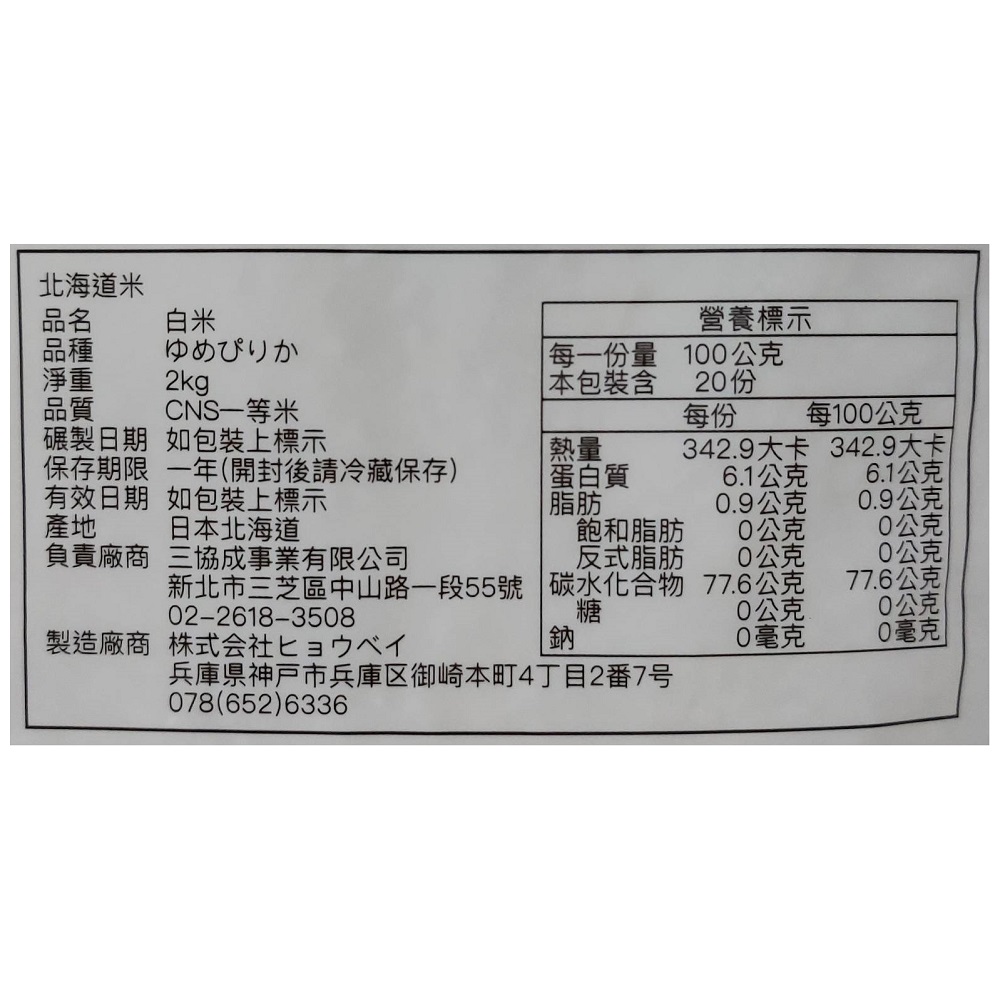 北海道米
品名 白米
品種 ゆめぴりか
淨重 2kg
品質 CNS一等米
碾製日期 如包裝上標示
保存期限 一年(開封後請冷藏保存)
有效日期 如包裝上標示
產地 日本北海道
負責廠商 三協成事業有限公司
新北市三芝區中山路一段55號
02-2618-3508
製造廠商 株式会社ヒョウベイ
兵庫県神戸市兵庫区御崎本町4丁目2番7号
078(652)6336
營養標示
每一份量 100公克
本包裝含 20份
每份 每100公克
熱量 342.9大卡 342.9大卡
蛋白質 6.1公克 6.1公克
脂肪 0.9公克 0.9公克
飽和脂肪 0公克 0公克
反式脂肪 0公克 0公克
碳水化合物 77.6公克 77.6公克
糖 0公克 0公克
鈉 0毫克 0毫克